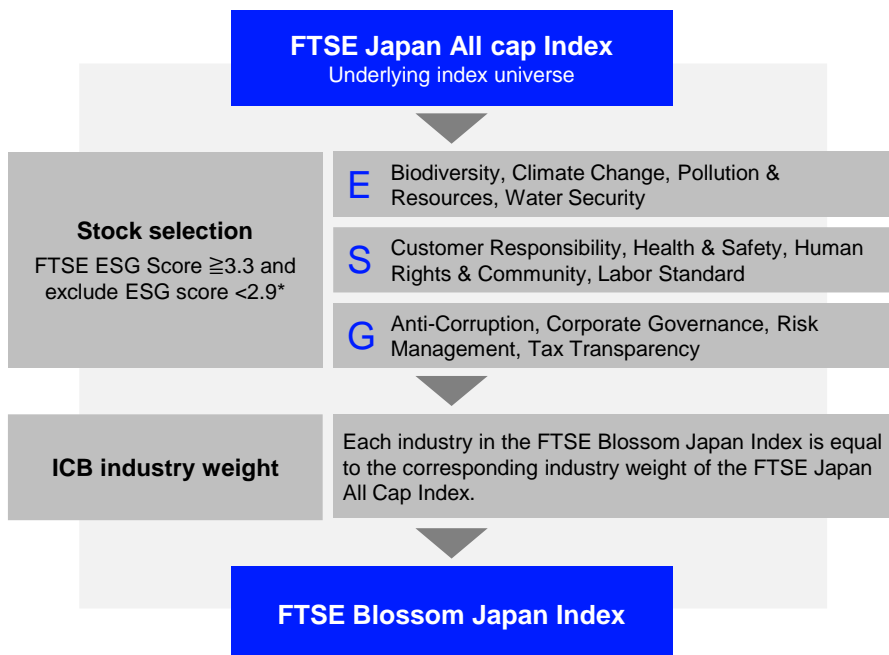 FTSE Japan All cap Index
Underlying index universe
Stock selection
FTSE ESG Score ≧3.3 and
exclude ESG score <2.9*
E
Biodiversity, Climate Change, Pollution &
Resources, Water Security
S
Customer Responsibility, Health & Safety, Human
Rights & Community, Labor Standard
G
Anti-Corruption, Corporate Governance, Risk
Management, Tax Transparency
ICB industry weight
Each industry in the FTSE Blossom Japan Index is equal
to the corresponding industry weight of the FTSE Japan
All Cap Index.
FTSE Blossom Japan Index